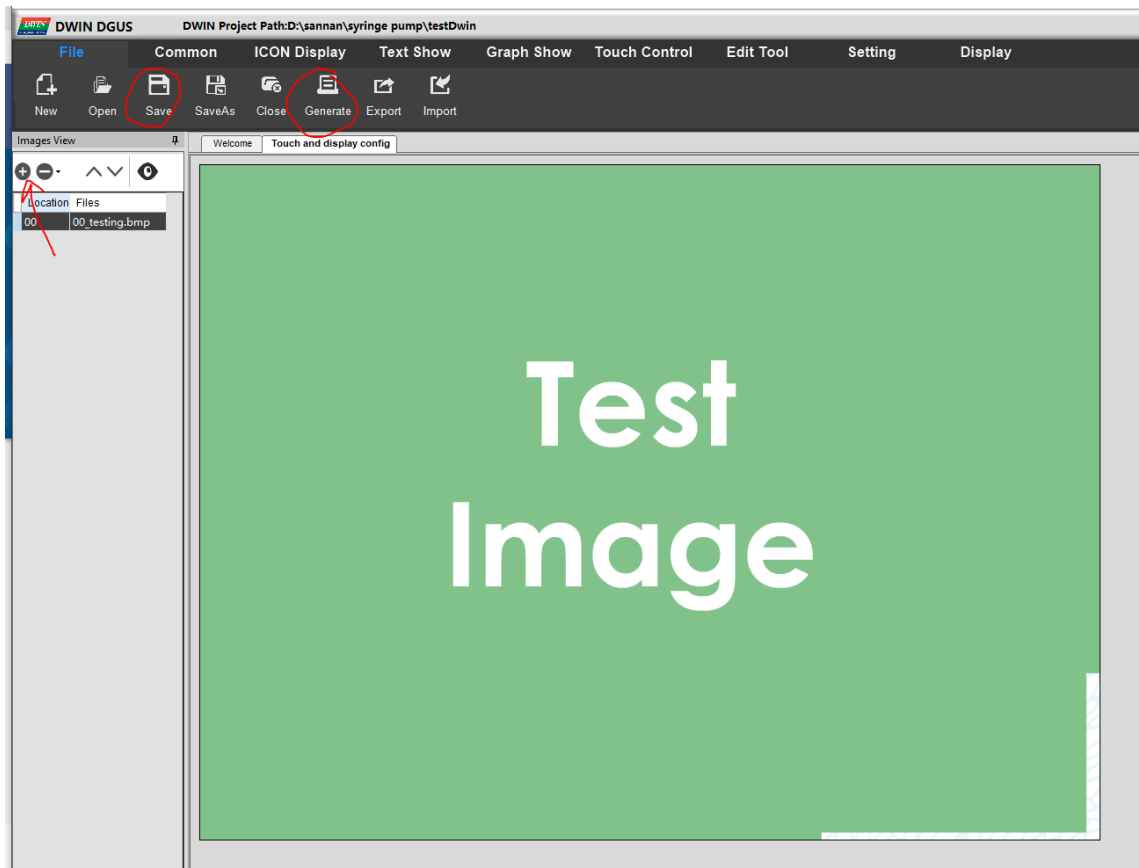 DWIN DWIN DGUS DWIN Project Path:D:\sannan\syringe pump\testDwin
File Common ICON Display Text Show Graph Show Touch Control Edit Tool Setting Display
New Open Save SaveAs Close Generate Export Import
Images View
Welcome Touch and display config
Location Files
00 00_testing.bmp
Test
Image